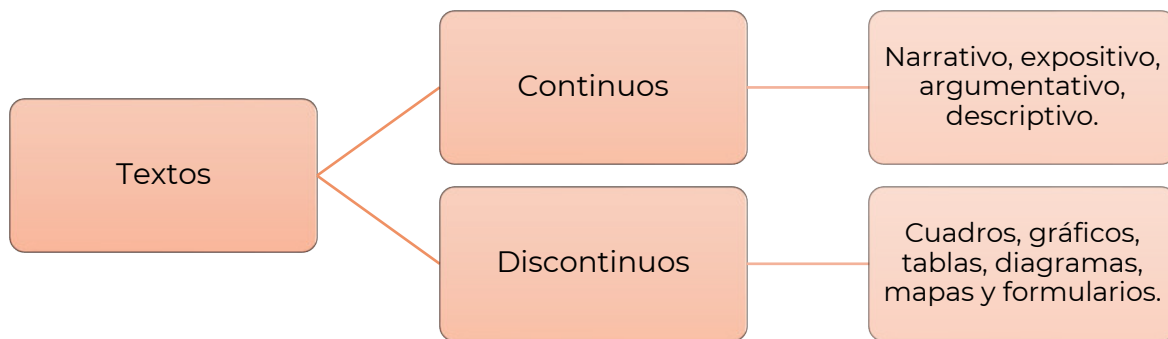 Textos
Continuos
Narrativo, expositivo,
argumentativo,
descriptivo.
Discontinuos
Cuadros, gráficos,
tablas, diagramas,
mapas y formularios.